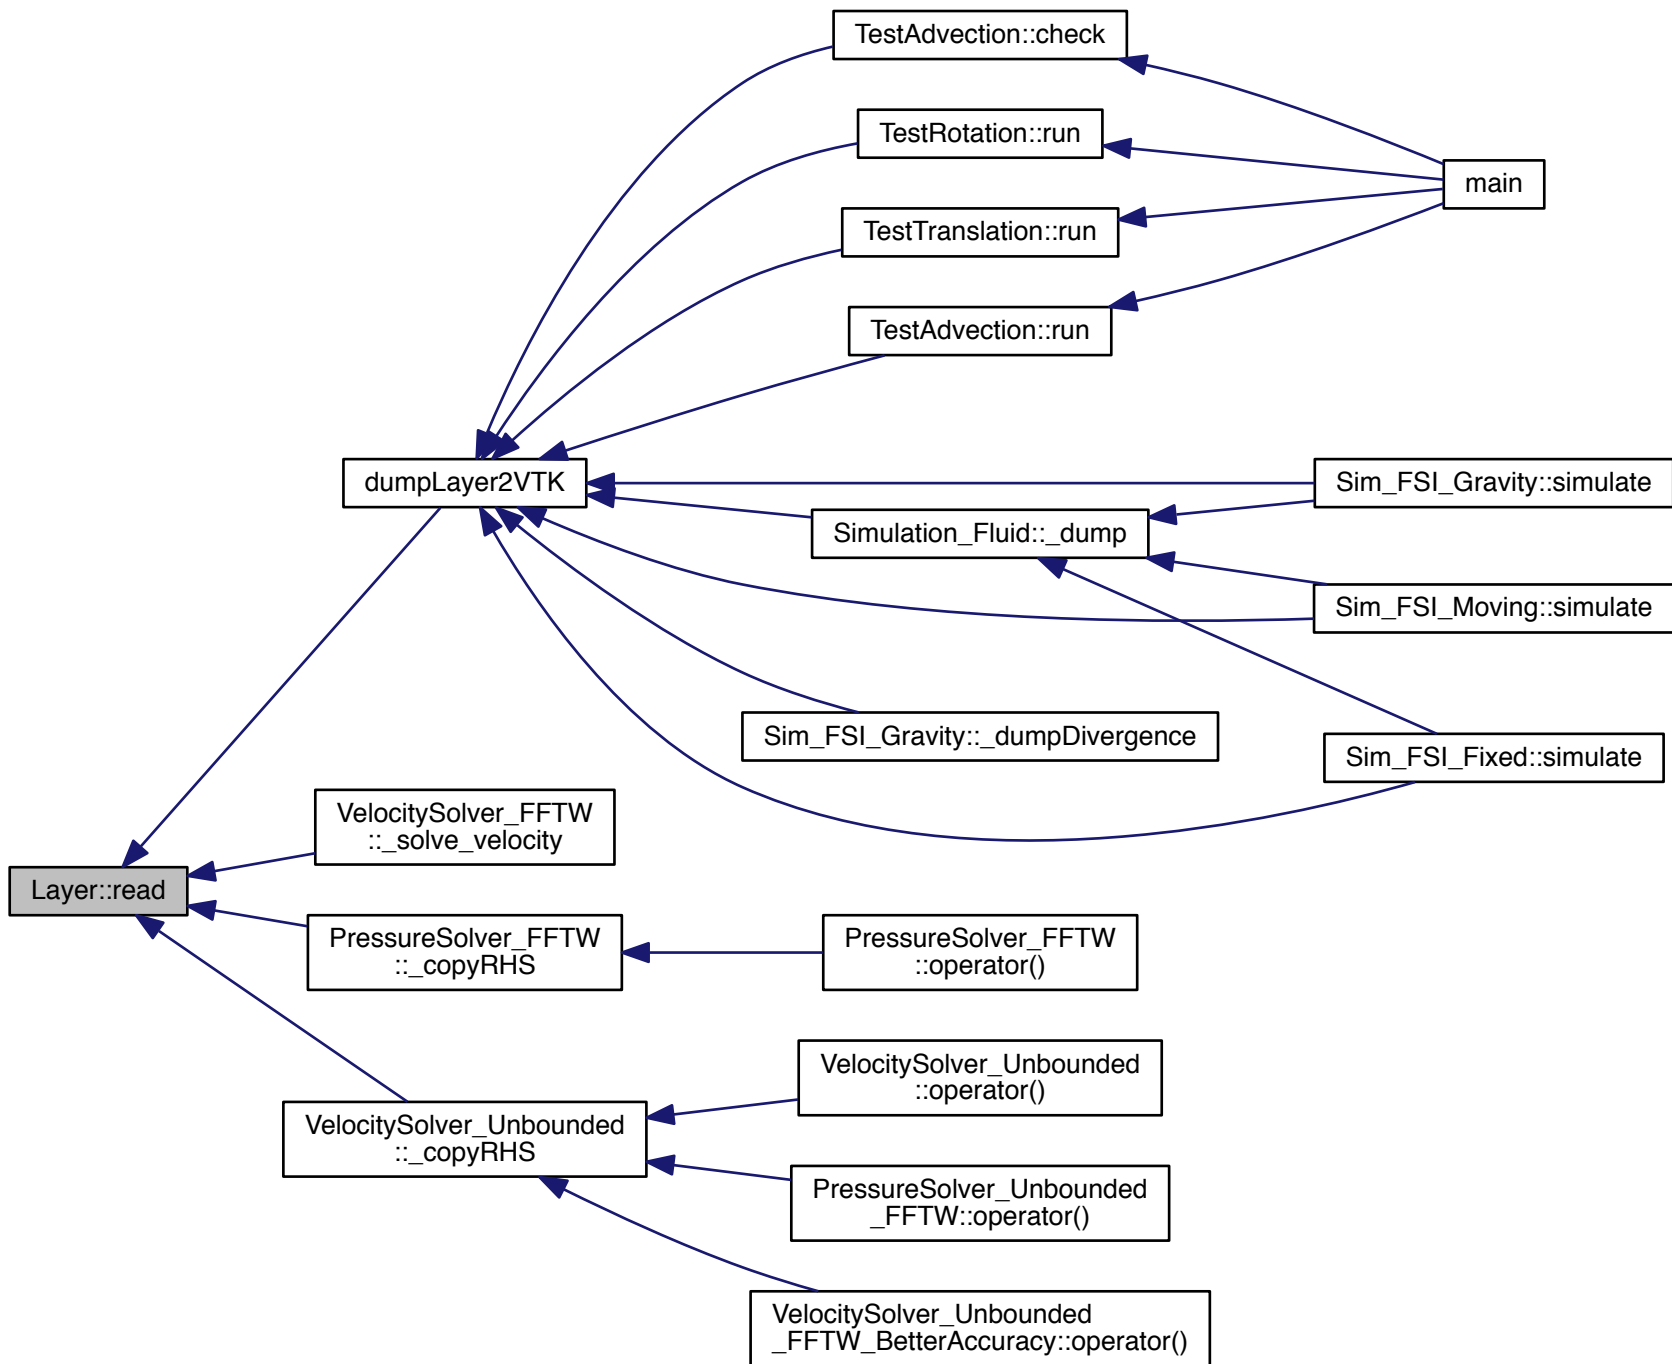 TestAdvection::check
TestRotation::run
main
TestTranslation::run
TestAdvection::run
dumpLayer2VTK
Sim_FSI_Gravity::simulate
Simulation_Fluid::_dump
Sim_FSI_Moving::simulate
Sim_FSI_Gravity::_dumpDivergence
Sim_FSI_Fixed::simulate
VelocitySolver_FFTW
::_solve_velocity
Layer::read
PressureSolver_FFTW
::_copyRHS
PressureSolver_FFTW
::operator()
VelocitySolver_Unbounded
::operator()
VelocitySolver_Unbounded
::_copyRHS
PressureSolver_Unbounded
_FFTW::operator()
VelocitySolver_Unbounded
_FFTW_BetterAccuracy::operator()